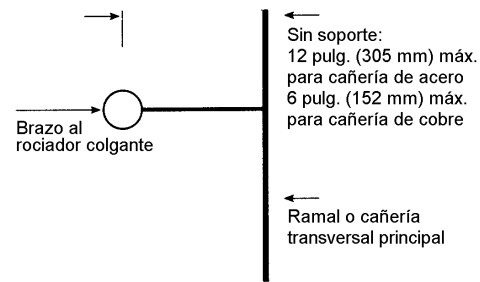 Sin soporte:
12 pulg. (305 mm) máx.
para cañería de acero
6 pulg. (152 mm) máx.
para cañería de cobre
Brazo al
rociador colgante
Ramal o cañería
transversal principal